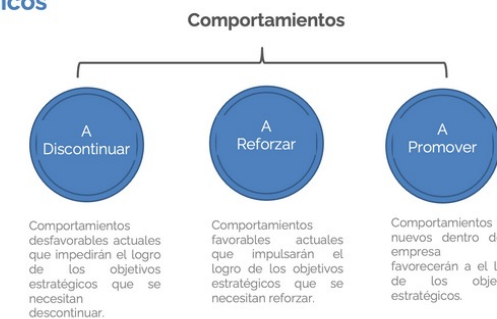 icos
Comportamientos
A
Discontinuar
A
Reforzar
A
Promover
Comportamientos
desfavorables actuales
que impedirán el logro
de los objetivos
estratégicos que se
necesitan
descontinuar.
Comportamientos
favorables actuales
que impulsarán el
logro de los objetivos
estratégicos que se
necesitan reforzar.
Comportamientos
nuevos dentro d
empresa
favorecerán a el l
de los obje
estratégicos.